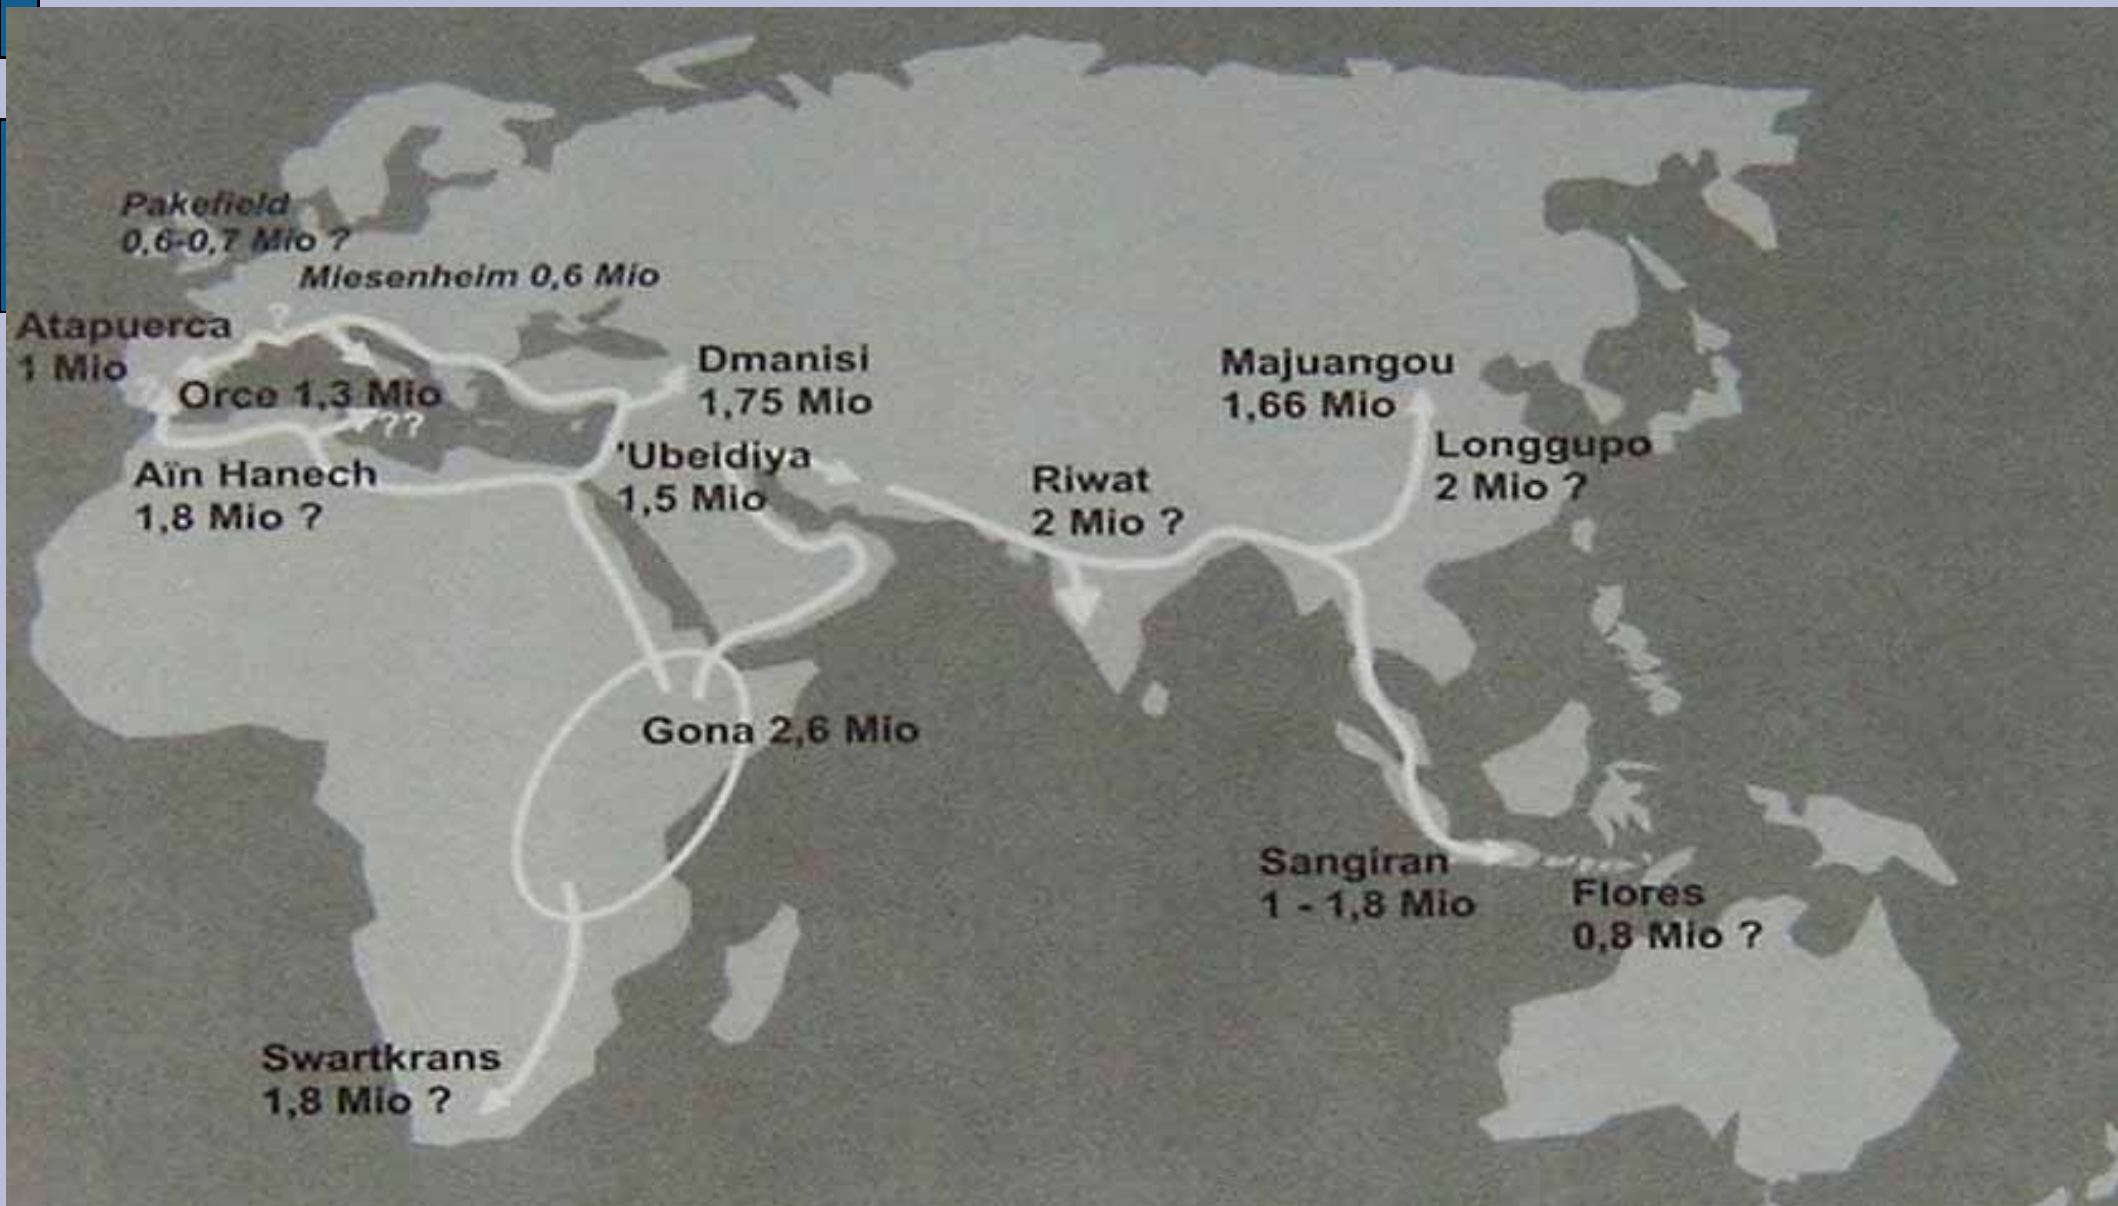 Pakefield
0,6-0,7 Mio ?
Miesenheim 0,6 Mio
?
Atapuerca
1 Mio
?
Orce 1,3 Mio
??
Dmanisi
1,75 Mio
Majuangou
1,66 Mio
Aïn Hanech
1,8 Mio ?
'Ubeidiya
1,5 Mio
Riwat
2 Mio ?
Longgupo
2 Mio ?
Gona 2,6 Mio
Sangiran
1 - 1,8 Mio
Flores
0,8 Mio ?
Swartkrans
1,8 Mio ?